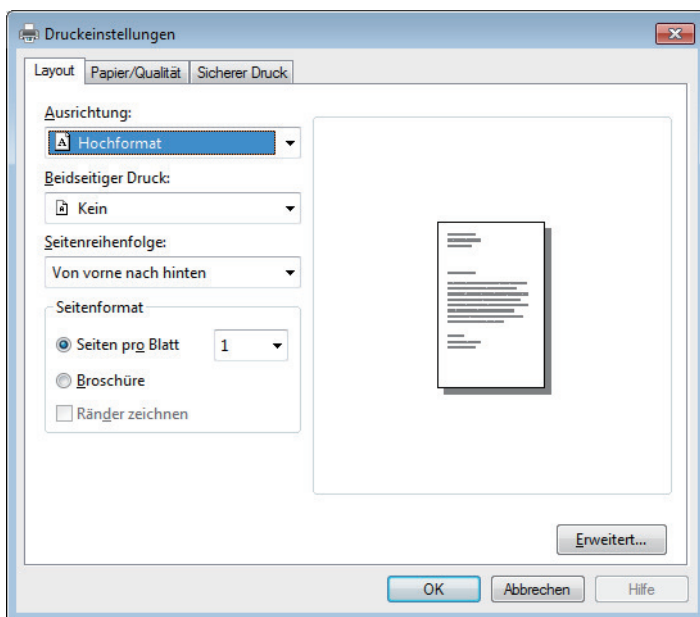 Druckeinstellungen
Layout Papier/Qualität Sicherer Druck
Ausrichtung:
A Hochformat
Beidseitiger Druck:
A Kein
Seitenreihenfolge:
Von vorne nach hinten
Seitenformat
Seiten pro Blatt 1
Broschüre
Ränder zeichnen
Erweitert...
OK Abbrechen Hilfe